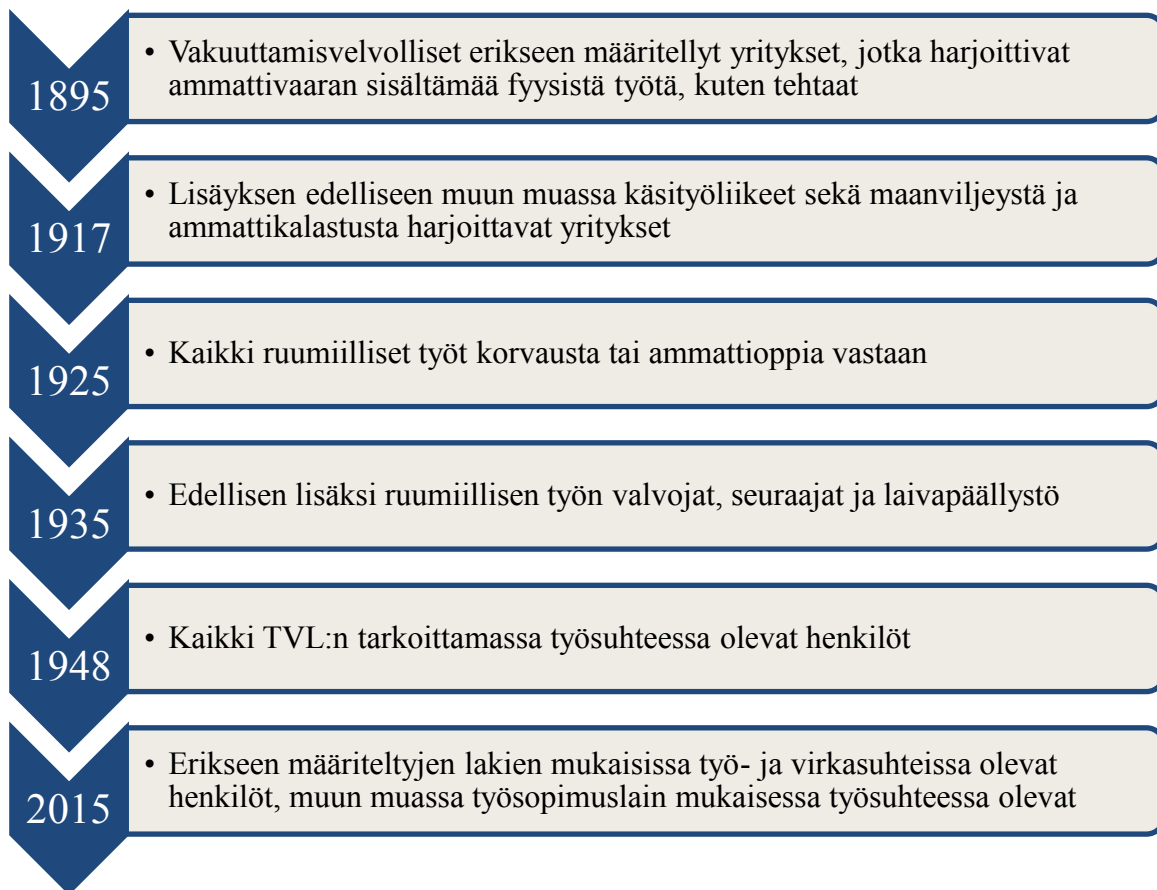 1895
• Vakuuttamisvelvolliset erikseen määritellyt yritykset, jotka harjoittivat
ammattivaaran sisältämää fyysistä työtä, kuten tehtaat
1917
• Lisäyksen edelliseen muun muassa käsityöliikeet sekä maanviljeystä ja
ammattikalastusta harjoittavat yritykset
1925
• Kaikki ruumiilliset työt korvausta tai ammattioppia vastaan
1935
• Edellisen lisäksi ruumiillisen työn valvojat, seuraajat ja laivapäällystö
1948
• Kaikki TVL:n tarkoittamassa työsuhteessa olevat henkilöt
2015
• Erikseen määriteltyjen lakien mukaisissa työ- ja virkasuhteissa olevat
henkilöt, muun muassa työsopimuslain mukaisessa työsuhteessa olevat